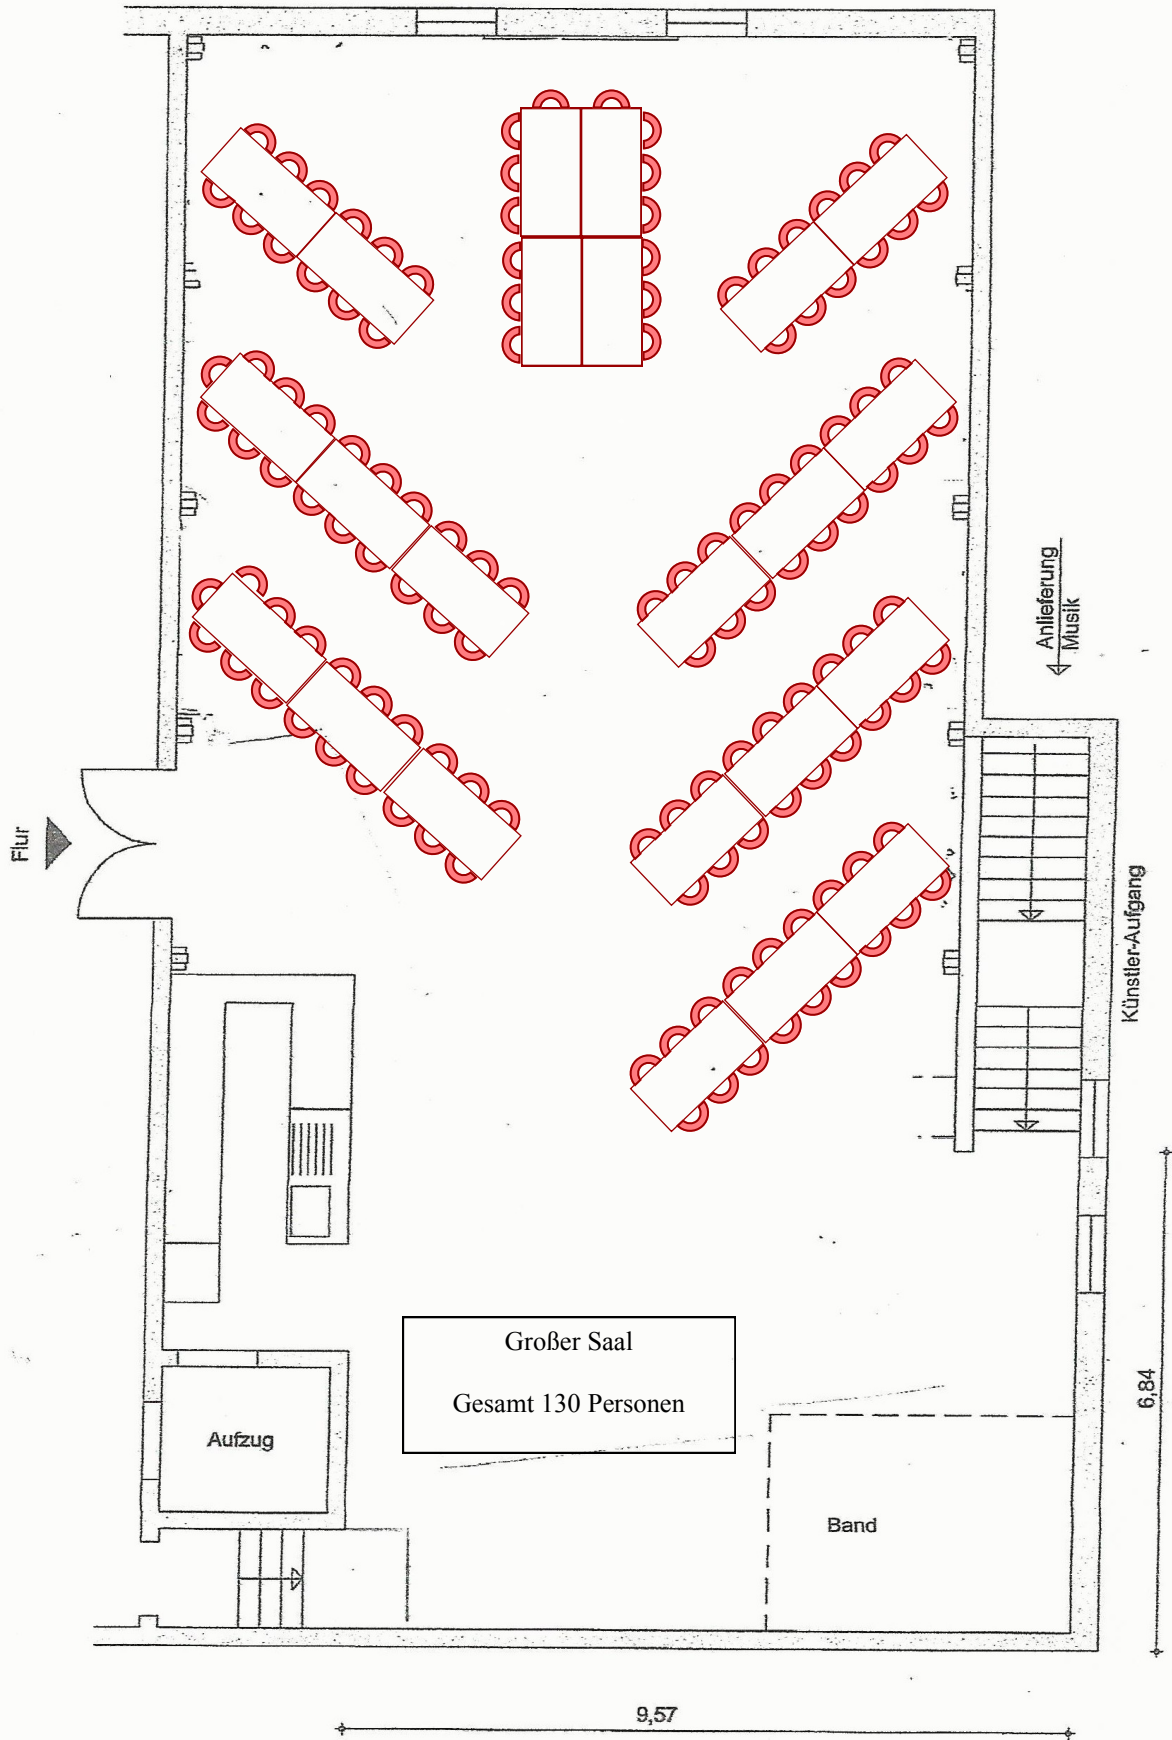 Anlieferung
Musik
Flur
Künstler-Aufgang
Großer Saal
Gesamt 130 Personen
Aufzug
6,84
Band
9,57